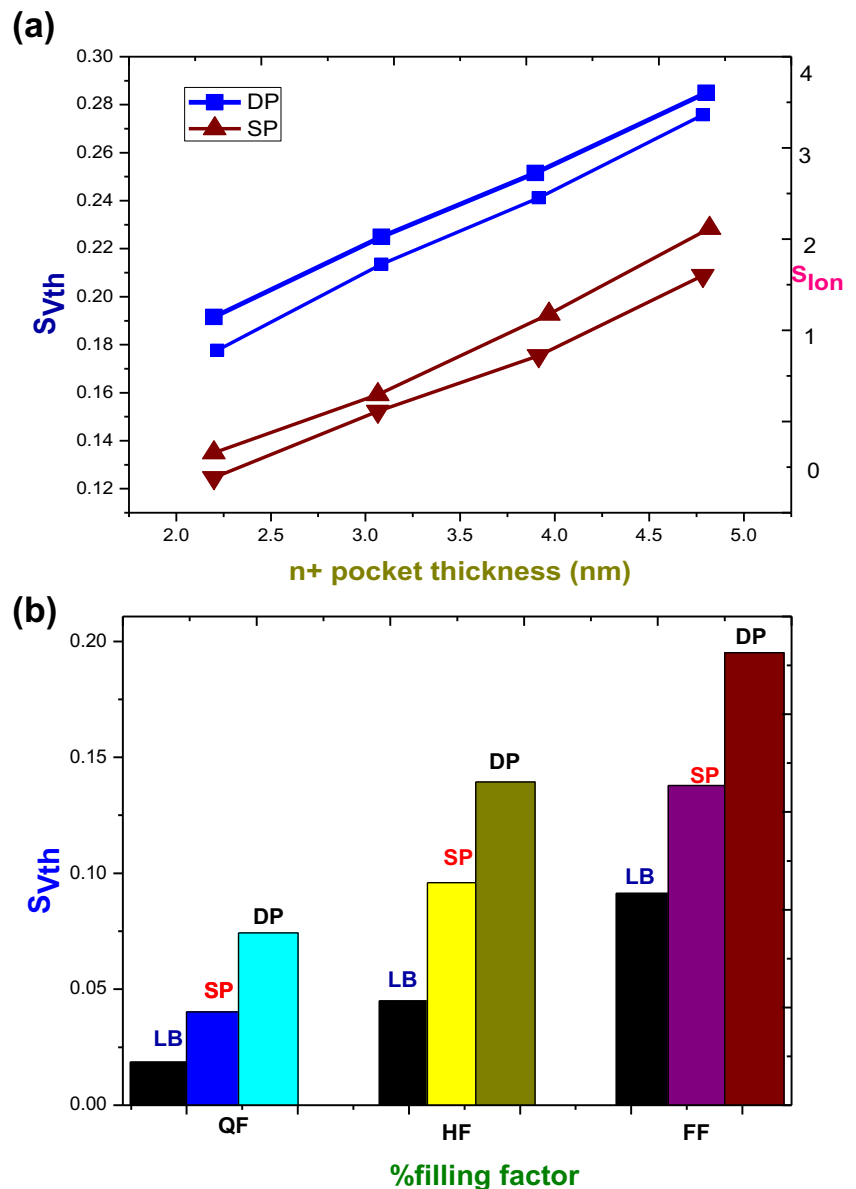 (a)
0.30
0.28
0.26
0.24
0.22
0.20
0.18
0.16
0.14
0.12
SVth
DP
SP
4
3
2
1
0
SIon
2.0 2.5 3.0 3.5 4.0 4.5 5.0
n+ pocket thickness (nm)
(b)
0.20
0.15
0.10
0.05
0.00
SVth
LB SP DP
LB SP DP
LB SP DP
QF HF FF
%filling factor